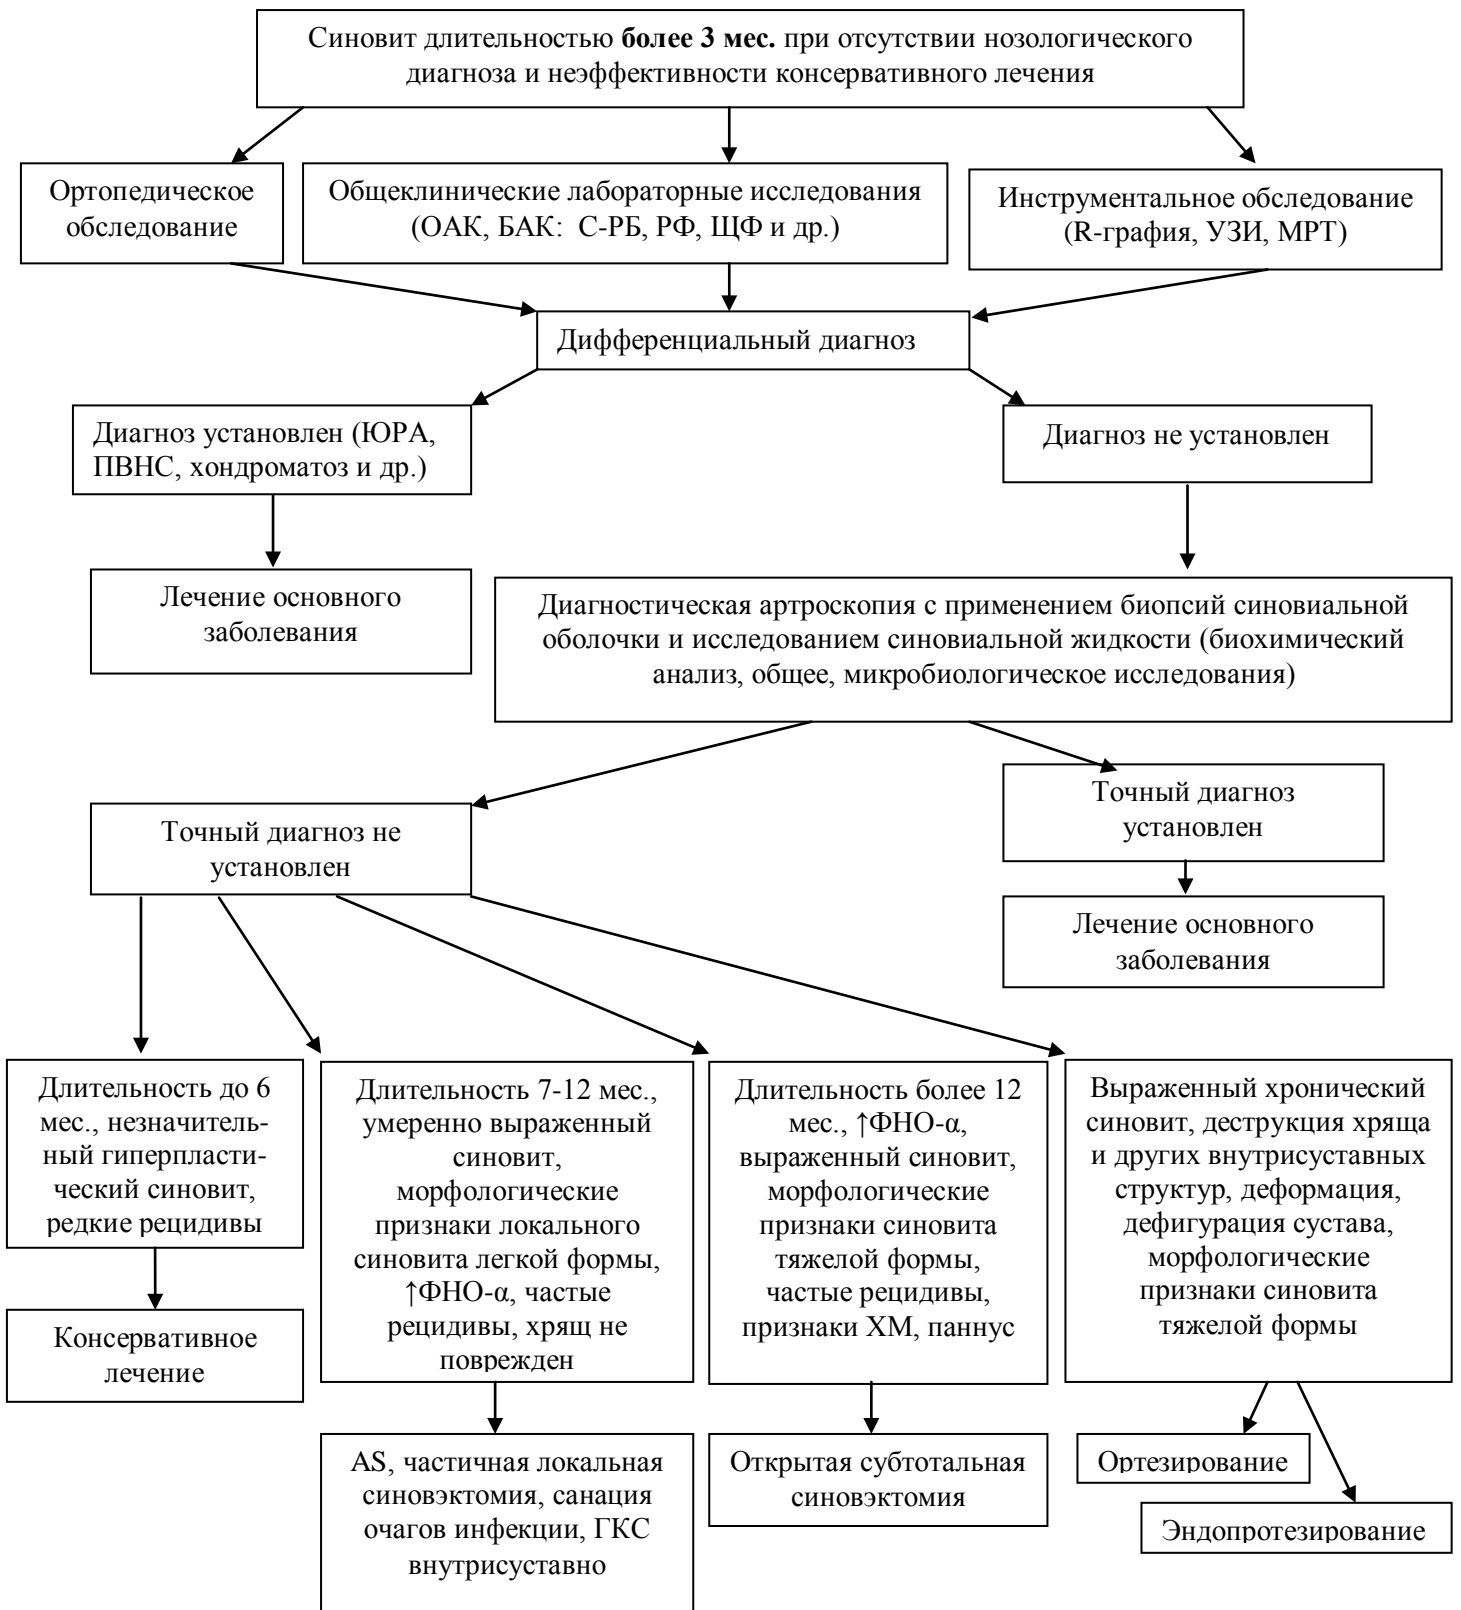 Синовит длительностью более 3 мес. при отсутствии нозологического
диагноза и неэффективности консервативного лечения
Ортопедическое
обследование
Общеклинические лабораторные исследования
(ОАК, БАК:  С-РБ, РФ, ЩФ и др.)
Инструментальное обследование
(R-графия, УЗИ, МРТ)
Дифференциальный диагноз
Диагноз установлен (ЮРА,
ПВНС, хондроматоз и др.)
Диагноз не установлен
Лечение основного
заболевания
Диагностическая артроскопия с применением биопсий синовиальной
оболочки и исследованием синовиальной жидкости (биохимический
анализ, общее, микробиологическое исследования)
Точный диагноз не
установлен
Точный диагноз
установлен
Лечение основного
заболевания
Длительность до 6
мес., незначитель-
ный гиперпласти-
ческий синовит,
редкие рецидивы
Длительность 7-12 мес.,
умеренно выраженный
синовит,
морфологические
признаки локального
синовита легкой формы,
↑ФНО-α, частые
рецидивы, хрящ не
поврежден
Длительность более 12
мес., ↑ФНО-α,
выраженный синовит,
морфологические
признаки синовита
тяжелой формы,
частые рецидивы,
признаки ХМ, паннус
Выраженный хронический
синовит, деструкция хряща
и других внутрисуставных
структур, деформация,
дефигурация сустава,
морфологические
признаки синовита
тяжелой формы
Консервативное
лечение
AS, частичная локальная
синовэктомия, санация
очагов инфекции, ГКС
внутрисуставно
Открытая субтотальная
синовэктомия
Ортезирование
Эндопротезирование